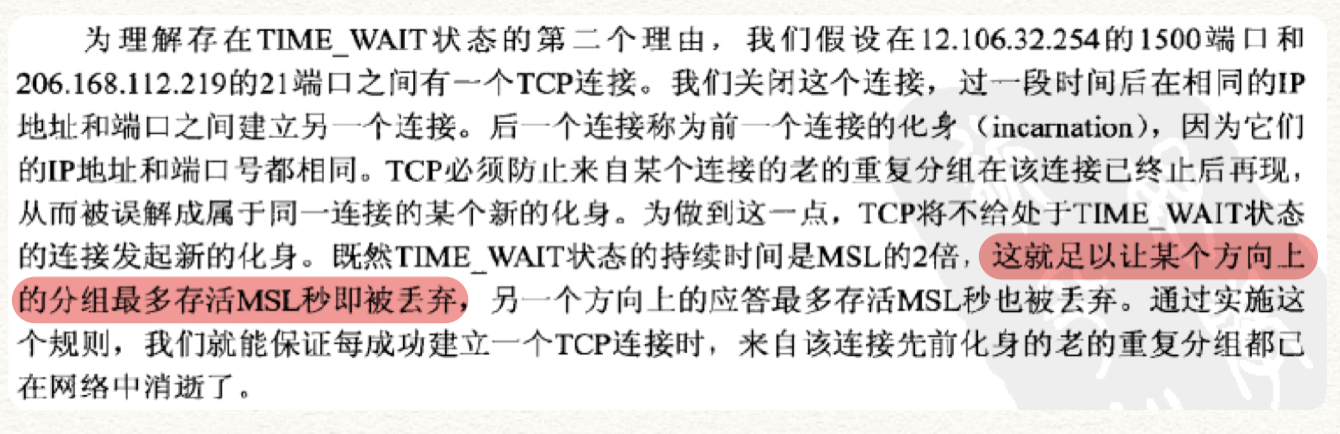 为理解存在TIME_WAIT状态的第二个理由，我们假设在12.106.32.254的1500端口和
206.168.112.219的21端口之间有一个TCP连接。我们关闭这个连接，过一段时间后在相同的IP
地址和端口之间建立另一个连接。后一个连接称为前一个连接的化身（incarnation），因为它们
的IP地址和端口号都相同。TCP必须防止来自某个连接的老的重复分组在该连接已终止后再现，
从而被误解成属于同一连接的某个新的化身。为做到这一点，TCP将不给处于TIME_WAIT状态
的连接发起新的化身。既然TIME_WAIT状态的持续时间是MSL的2倍，这就足以让某个方向上
的分组最多存活MSL秒即被丢弃，另一个方向上的应答最多存活MSL秒也被丢弃。通过实施这
个规则，我们就能保证每成功建立一个TCP连接时，来自该连接先前化身的老的重复分组都已
在网络中消逝了。